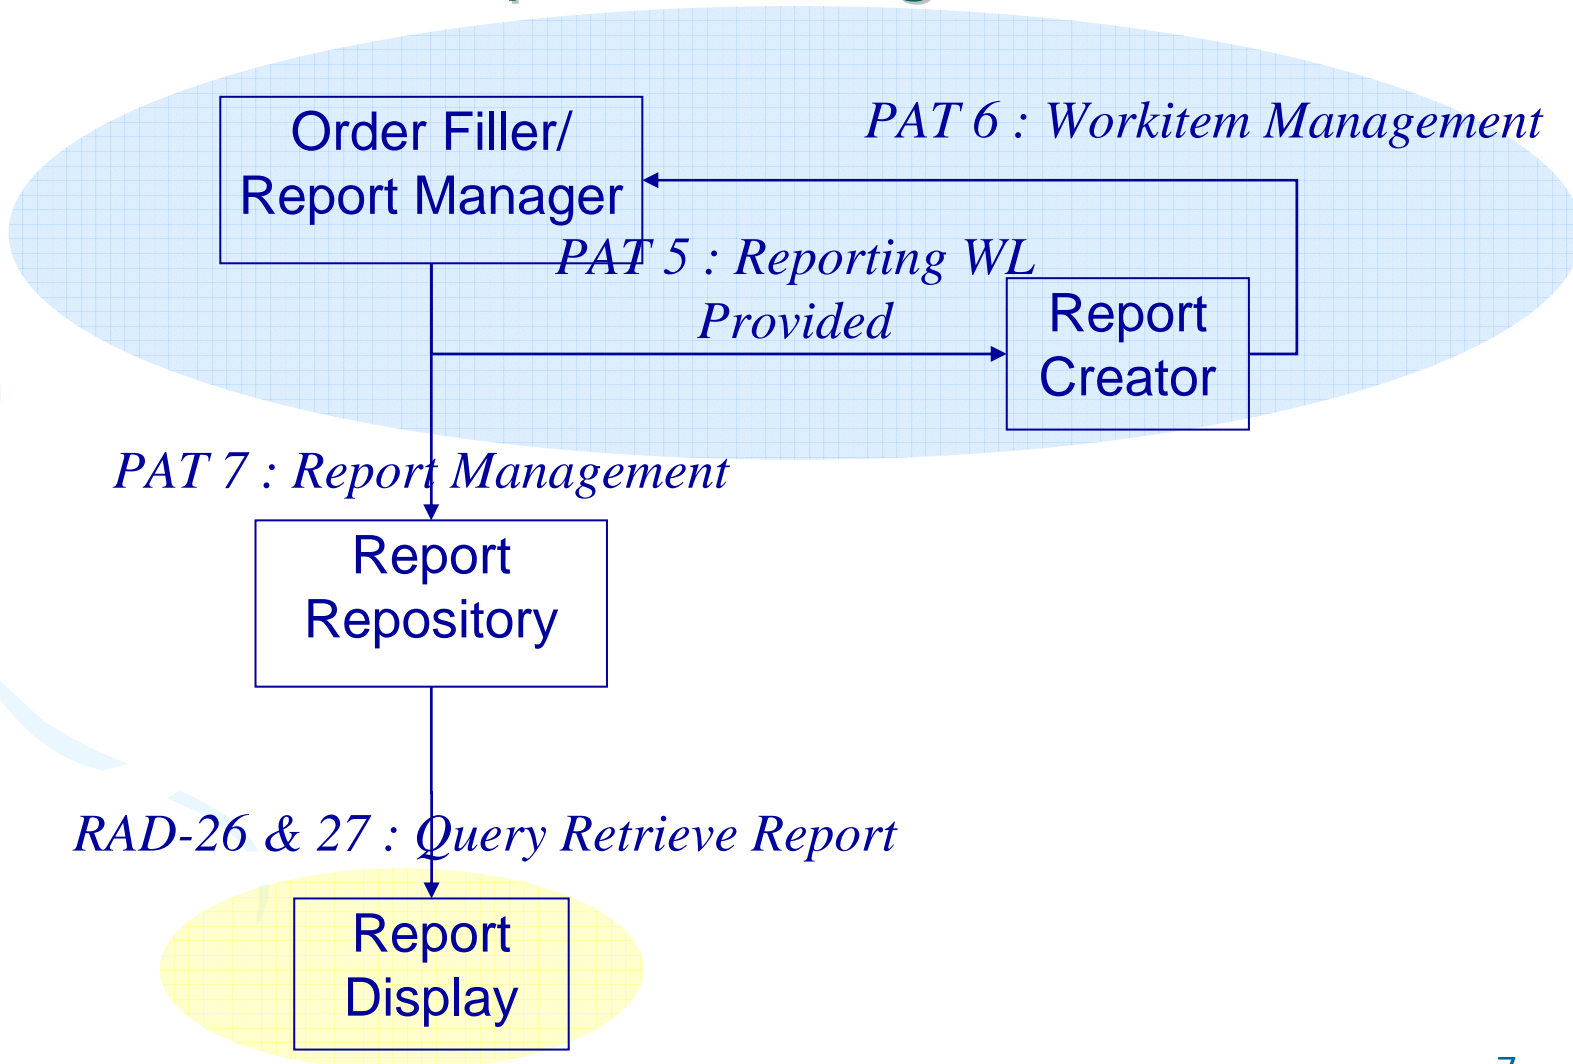 Order Filler/
Report Manager
PAT 6 : Workitem Management
PAT 5 : Reporting WL
Provided
Report
Creator
PAT 7 : Report Management
Report
Repository
RAD-26 & 27 : Query Retrieve Report
Report
Display